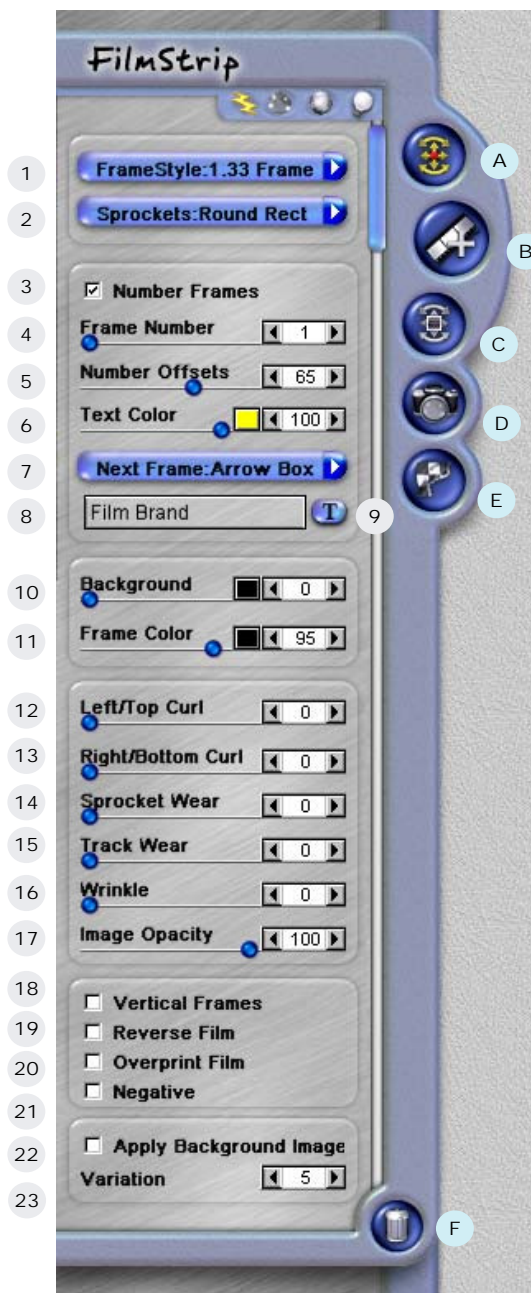 FilmStrip
A
1 FrameStyle:1.33 Frame
2 Sprockets:Round Rect
B
3 Number Frames
4 Frame Number 1
C
5 Number Offsets 65
6 Text Color 100
D
7 Next Frame:Arrow Box
E
8 Film Brand T 9
10 Background 0
11 Frame Color 95
12 Left/Top Curl 0
13 Right/Bottom Curl 0
14 Sprocket Wear 0
15 Track Wear 0
16 Wrinkle 0
17 Image Opacity 100
18 Vertical Frames
19 Reverse Film
20 Overprint Film
21 Negative
22 Apply Background Image
23 Variation 5
F